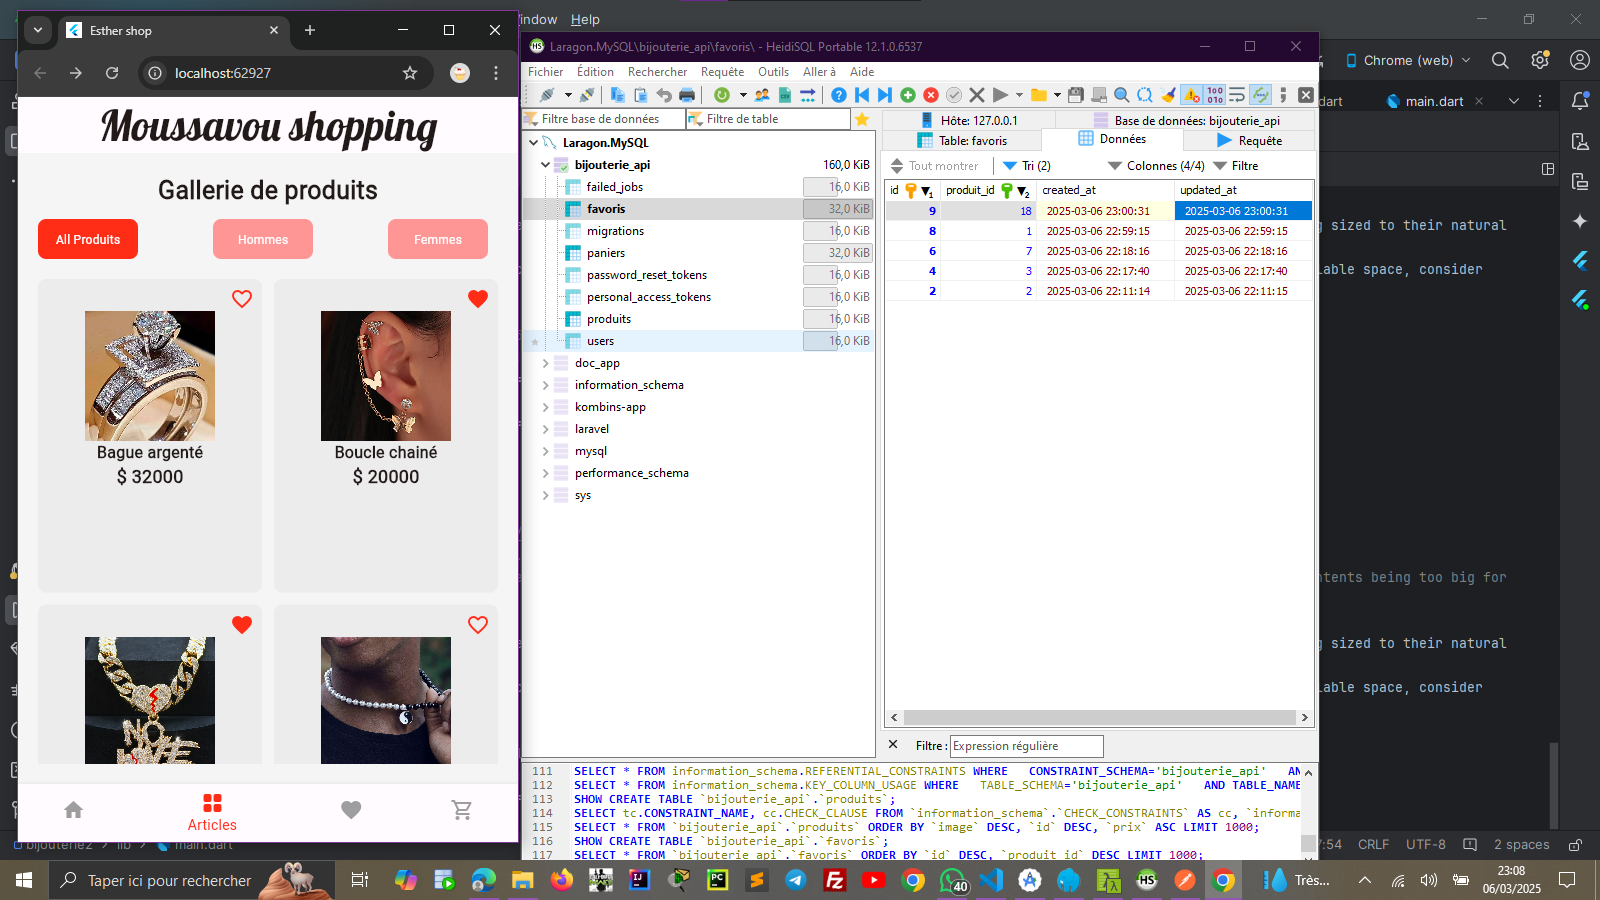 Esther shop
localhost:62927
Moussavou shopping
Gallerie de produits
All Produits
Hommes
Femmes
Bague argenté
$ 32000
Boucle chainé
$ 20000
Articles
indow Help
Laragon.MySQL\bijouterie_api\favoris\ - HeidiSQL Portable 12.1.0.6537
Fichier Édition Rechercher Requête Outils Aller à Aide
Filtre base de données
Filtre de table
Laragon.MySQL
bijouterie_api 160,0 KiB
failed_jobs 16,0 KiB
favoris 32,0 KiB
migrations 16,0 KiB
paniers 32,0 KiB
password_reset_tokens 16,0 KiB
personal_access_tokens 16,0 KiB
produits 16,0 KiB
users 16,0 KiB
doc_app
information_schema
kombins-app
laravel
mysql
performance_schema
sys
Hôte: 127.0.0.1 Base de données: bijouterie_api
Table: favoris Données Requête
Tout montrer Tri (2) Colonnes (4/4) Filtre
id 1 produit_id 2 created_at updated_at
9 18 2025-03-06 23:00:31 2025-03-06 23:00:31
8 1 2025-03-06 22:59:15 2025-03-06 22:59:15
6 7 2025-03-06 22:18:16 2025-03-06 22:18:16
4 3 2025-03-06 22:17:40 2025-03-06 22:17:40
2 2 2025-03-06 22:11:14 2025-03-06 22:11:15
Filtre : Expression régulière
111 SELECT * FROM information_schema.REFERENTIAL_CONSTRAINTS WHERE CONSTRAINT_SCHEMA='bijouterie_api' AN
112 SELECT * FROM information_schema.KEY_COLUMN_USAGE WHERE TABLE_SCHEMA='bijouterie_api' AND TABLE_NAME
113 SHOW CREATE TABLE `bijouterie_api`.`produits`;
114 SELECT tc.CONSTRAINT_NAME, cc.CHECK_CLAUSE FROM `information_schema`.`CHECK_CONSTRAINTS` AS cc, `informa
115 SELECT * FROM `bijouterie_api`.`produits` ORDER BY `image` DESC, `id` DESC, `prix` ASC LIMIT 1000;
116 SHOW CREATE TABLE `bijouterie_api`.`favoris`;
117 SELECT * FROM `bijouterie_api`.`favoris` ORDER BY `id` DESC, `produit_id` DESC LIMIT 1000;
Chrome (web)
dart main.dart
g sized to their natural
lable space, consider
ntents being too big for
g sized to their natural
lable space, consider
bijouterie2 > lib > main.dart
7:54 CRLF UTF-8 2 spaces
Taper ici pour rechercher
40
Très...
23:08
06/03/2025